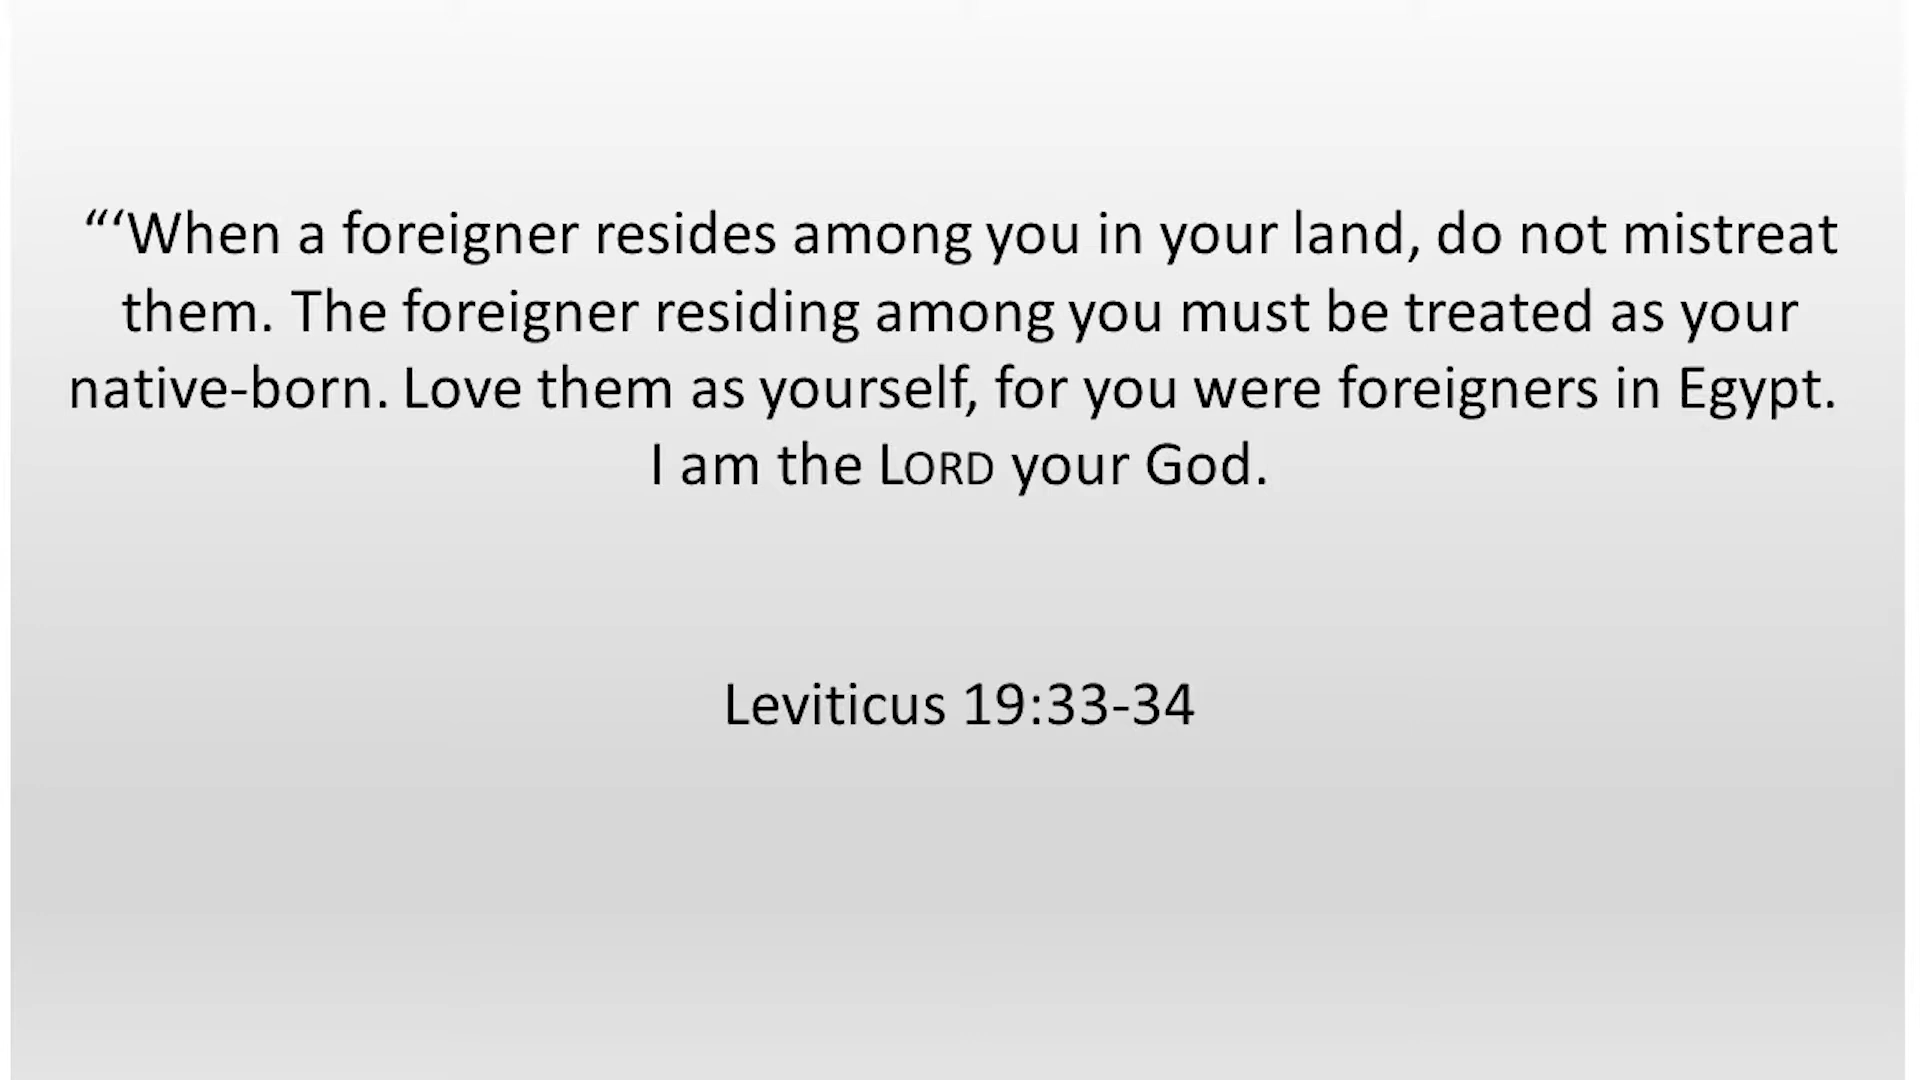 “‘When a foreigner resides among you in your land, do not mistreat
them. The foreigner residing among you must be treated as your
native-born. Love them as yourself, for you were foreigners in Egypt.
I am the LORD your God.
Leviticus 19:33-34